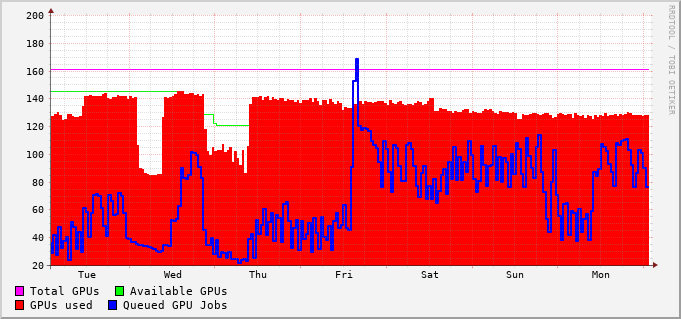 200
180
160
140
120
100
80
60
40
20
Tue Wed Thu Fri Sat Sun Mon
Total GPUs Available GPUs
GPUs used Queued GPU Jobs
RRDTOOL / TOBI OETIKER